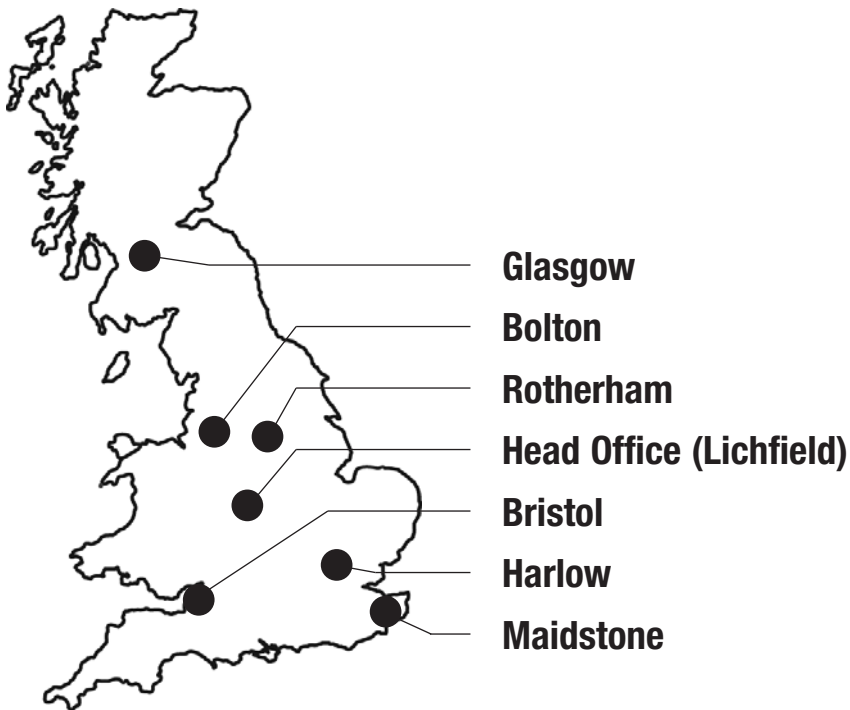 Glasgow
Bolton
Rotherham
Head Office (Lichfield)
Bristol
Harlow
Maidstone